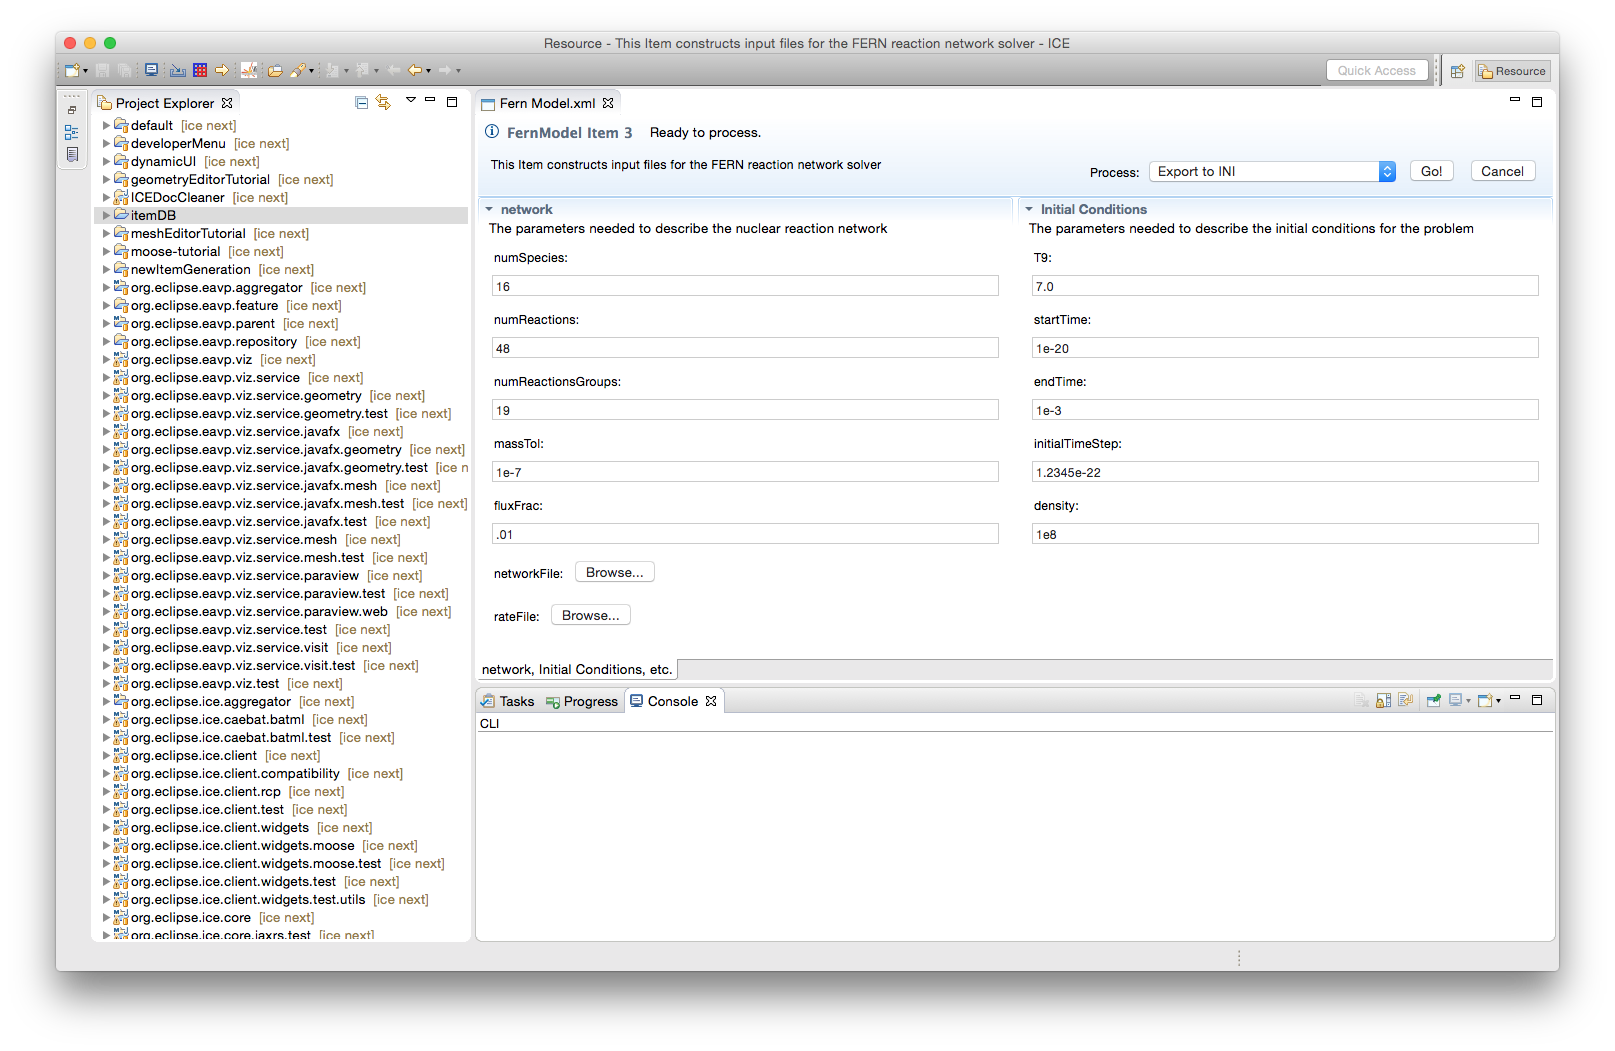 Resource - This Item constructs input files for the FERN reaction network solver - ICE
Quick Access
Resource
Project Explorer
default [ice next]
developerMenu [ice next]
dynamicUI [ice next]
geometryEditorTutorial [ice next]
ICEDocCleaner [ice next]
itemDB
meshEditorTutorial [ice next]
moose-tutorial [ice next]
newItemGeneration [ice next]
org.eclipse.eavp.aggregator [ice next]
org.eclipse.eavp.feature [ice next]
org.eclipse.eavp.parent [ice next]
org.eclipse.eavp.repository [ice next]
org.eclipse.eavp.viz [ice next]
org.eclipse.eavp.viz.service [ice next]
org.eclipse.eavp.viz.service.geometry [ice next]
org.eclipse.eavp.viz.service.geometry.test [ice next]
org.eclipse.eavp.viz.service.javafx [ice next]
org.eclipse.eavp.viz.service.javafx.geometry [ice next]
org.eclipse.eavp.viz.service.javafx.geometry.test [ice n
org.eclipse.eavp.viz.service.javafx.mesh [ice next]
org.eclipse.eavp.viz.service.javafx.mesh.test [ice next]
org.eclipse.eavp.viz.service.javafx.test [ice next]
org.eclipse.eavp.viz.service.mesh [ice next]
org.eclipse.eavp.viz.service.mesh.test [ice next]
org.eclipse.eavp.viz.service.paraview [ice next]
org.eclipse.eavp.viz.service.paraview.test [ice next]
org.eclipse.eavp.viz.service.paraview.web [ice next]
org.eclipse.eavp.viz.service.test [ice next]
org.eclipse.eavp.viz.service.visit [ice next]
org.eclipse.eavp.viz.service.visit.test [ice next]
org.eclipse.eavp.viz.test [ice next]
org.eclipse.ice.aggregator [ice next]
org.eclipse.ice.caebat.batml [ice next]
org.eclipse.ice.caebat.batml.test [ice next]
org.eclipse.ice.client [ice next]
org.eclipse.ice.client.compatibility [ice next]
org.eclipse.ice.client.rcp [ice next]
org.eclipse.ice.client.test [ice next]
org.eclipse.ice.client.widgets [ice next]
org.eclipse.ice.client.widgets.moose [ice next]
org.eclipse.ice.client.widgets.moose.test [ice next]
org.eclipse.ice.client.widgets.test [ice next]
org.eclipse.ice.client.widgets.test.utils [ice next]
org.eclipse.ice.core [ice next]
org.eclipse.ice.core.jaxrs.test [ice next]
Fern Model.xml
FernModel Item 3 Ready to process.
This Item constructs input files for the FERN reaction network solver
Process: Export to INI Go! Cancel
network
The parameters needed to describe the nuclear reaction network
numSpecies:
16
numReactions:
48
numReactionsGroups:
19
massTol:
1e-7
fluxFrac:
.01
networkFile: Browse...
rateFile: Browse...
Initial Conditions
The parameters needed to describe the initial conditions for the problem
T9:
7.0
startTime:
1e-20
endTime:
1e-3
initialTimeStep:
1.2345e-22
density:
1e8
network, Initial Conditions, etc.
Tasks Progress Console
CLI